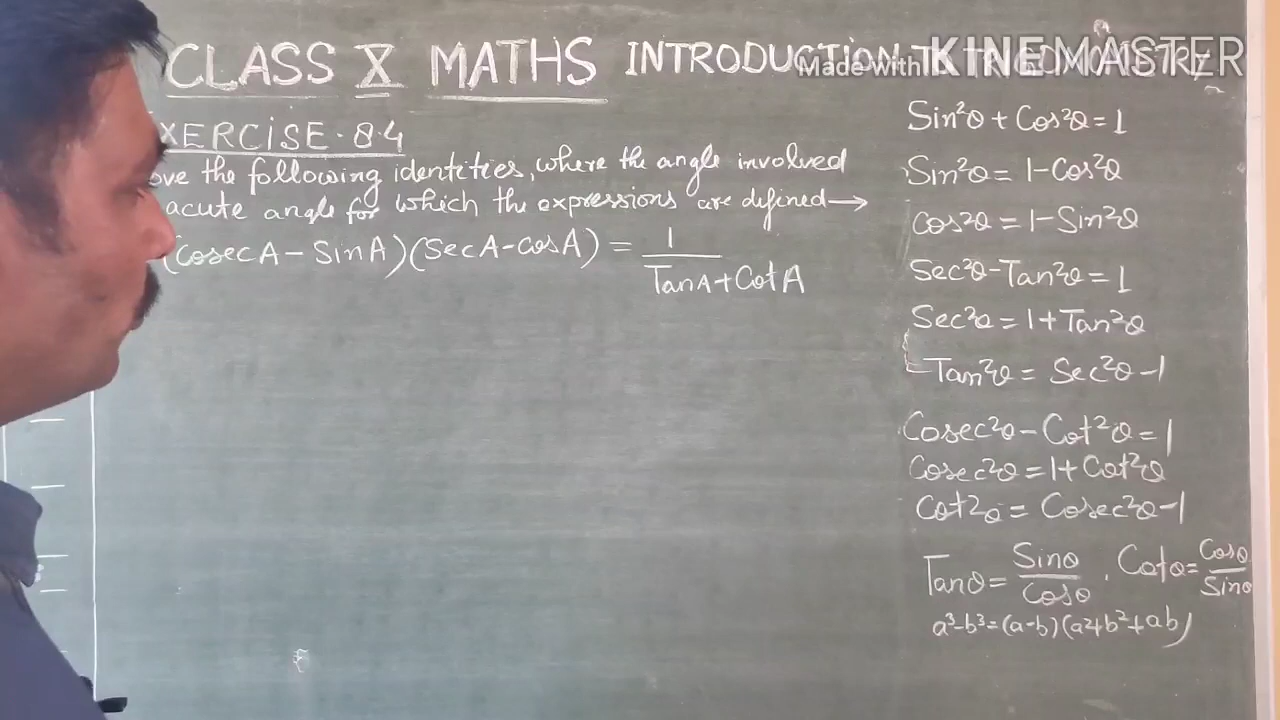 CLASS X MATHS INTRODUCTION TO TRIGONOMETRY
Made with KINEMASTER
XERCISE. 8.4
ove the following identities, where the angle involved
acute angle for which the expressions are defined→
(CosecA - SinA)(SecA - CosA) = 1 / TanA + CotA
Sin²θ + Cos²θ = 1
Sin²θ = 1 - Cos²θ
Cos²θ = 1 - Sin²θ
Sec²θ - Tan²θ = 1
Sec²θ = 1 + Tan²θ
Tan²θ = Sec²θ - 1
Cosec²θ - Cot²θ = 1
Cosec²θ = 1 + Cot²θ
Cot²θ = Cosec²θ - 1
Tanθ = Sinθ / Cosθ , Cotθ = Cosθ / Sinθ
a³-b³=(a-b)(a²+b²+ab)